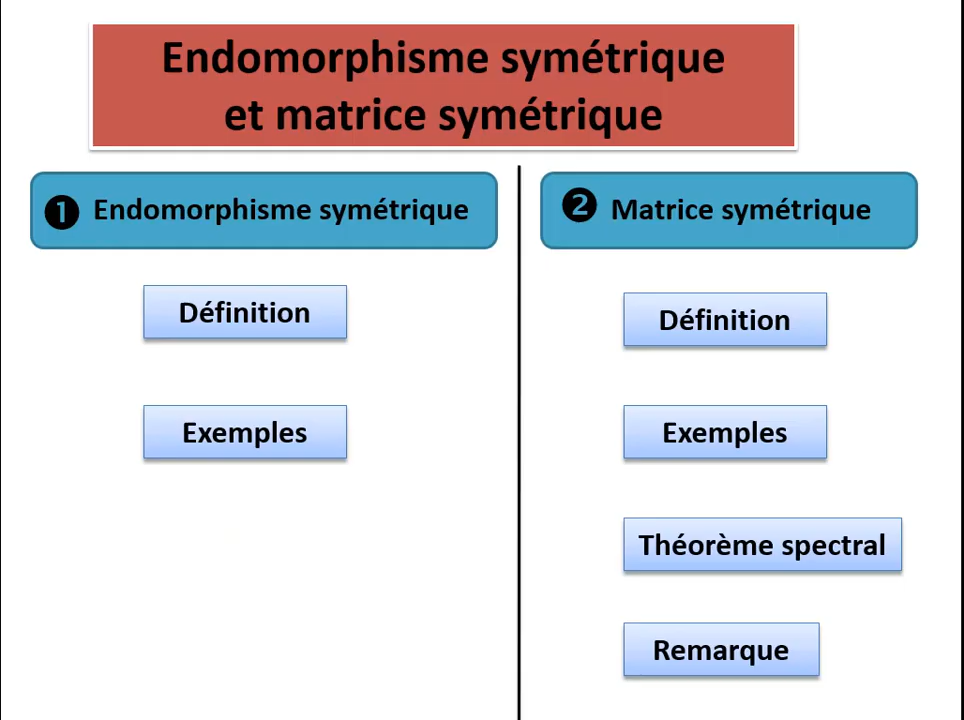 Endomorphisme symétrique
et matrice symétrique
❶ Endomorphisme symétrique
Définition
Exemples
❷ Matrice symétrique
Définition
Exemples
Théorème spectral
Remarque